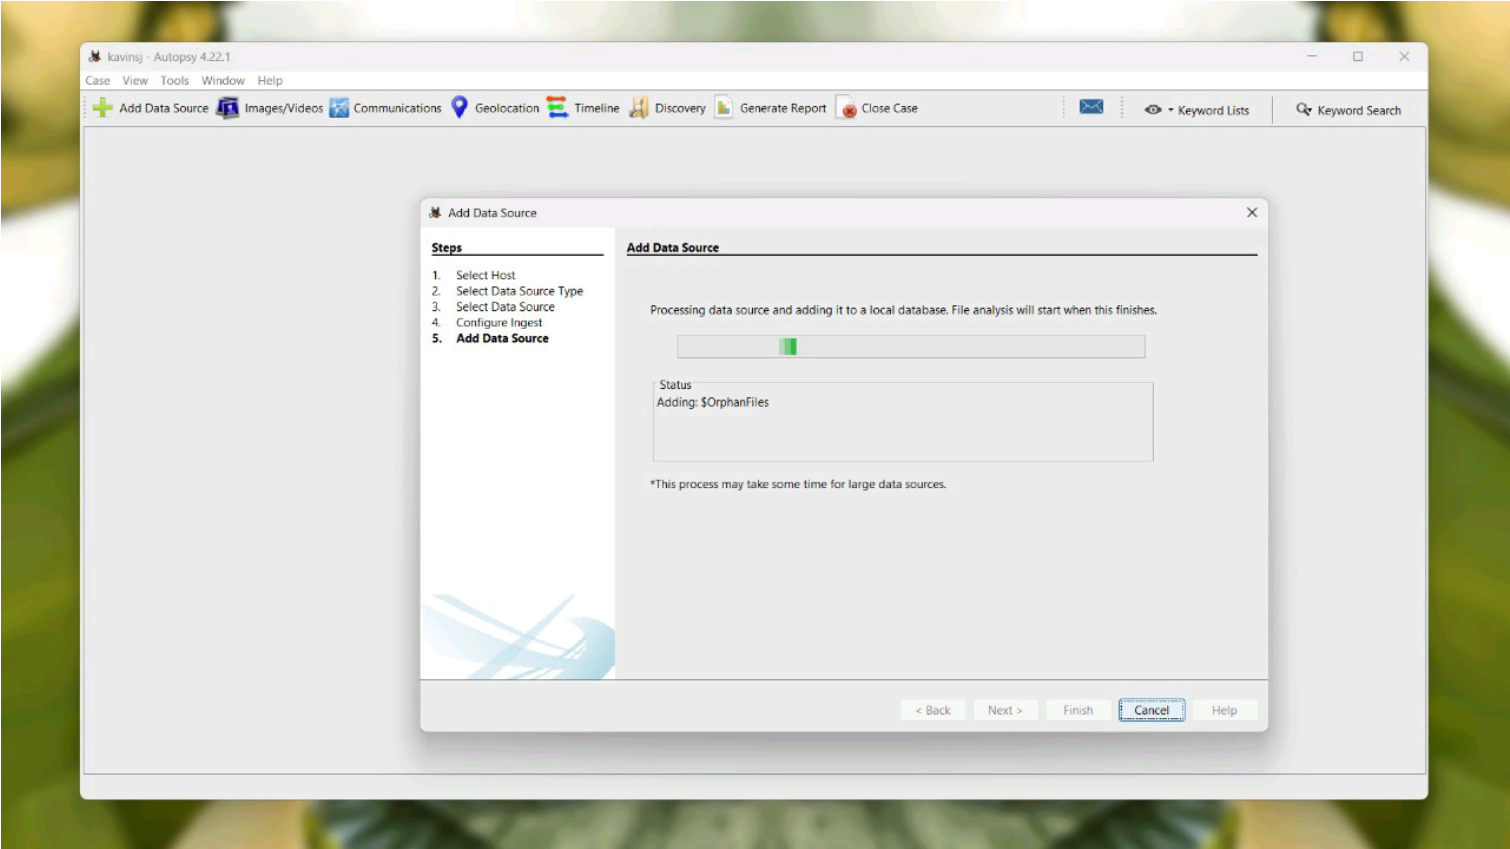 kavinsj - Autopsy 4.22.1
Case View Tools Window Help
Add Data Source Images/Videos Communications Geolocation Timeline Discovery Generate Report Close Case Keyword Lists Keyword Search
Add Data Source
Steps
1. Select Host
2. Select Data Source Type
3. Select Data Source
4. Configure Ingest
5. Add Data Source
Add Data Source
Processing data source and adding it to a local database. File analysis will start when this finishes.
Status
Adding: $OrphanFiles
*This process may take some time for large data sources.
< Back Next > Finish Cancel Help